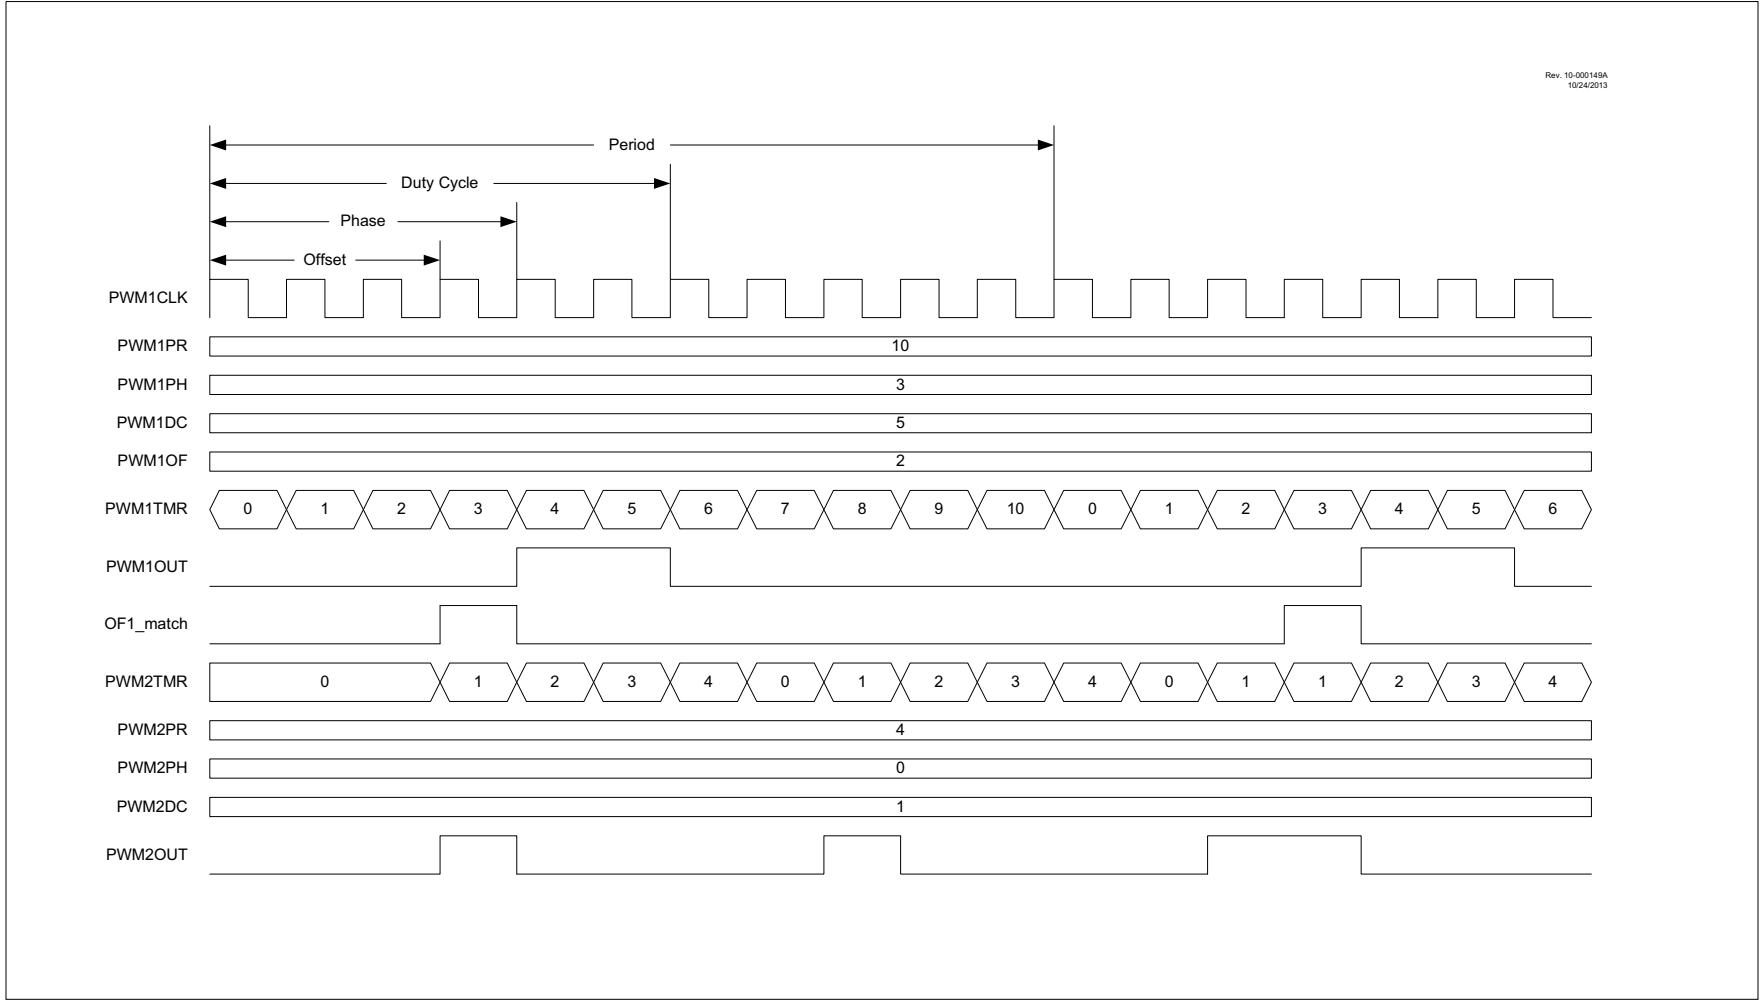 Rev. 10-000149A
10/24/2013
Period
Duty Cycle
Phase
Offset
PWM1CLK
PWM1PR 10
PWM1PH 3
PWM1DC 5
PWM1OF 2
PWM1TMR 0 1 2 3 4 5 6 7 8 9 10 0 1 2 3 4 5 6
PWM1OUT
OF1_match
PWM2TMR 0 1 2 3 4 0 1 2 3 4 0 1 1 2 3 4
PWM2PR 4
PWM2PH 0
PWM2DC 1
PWM2OUT